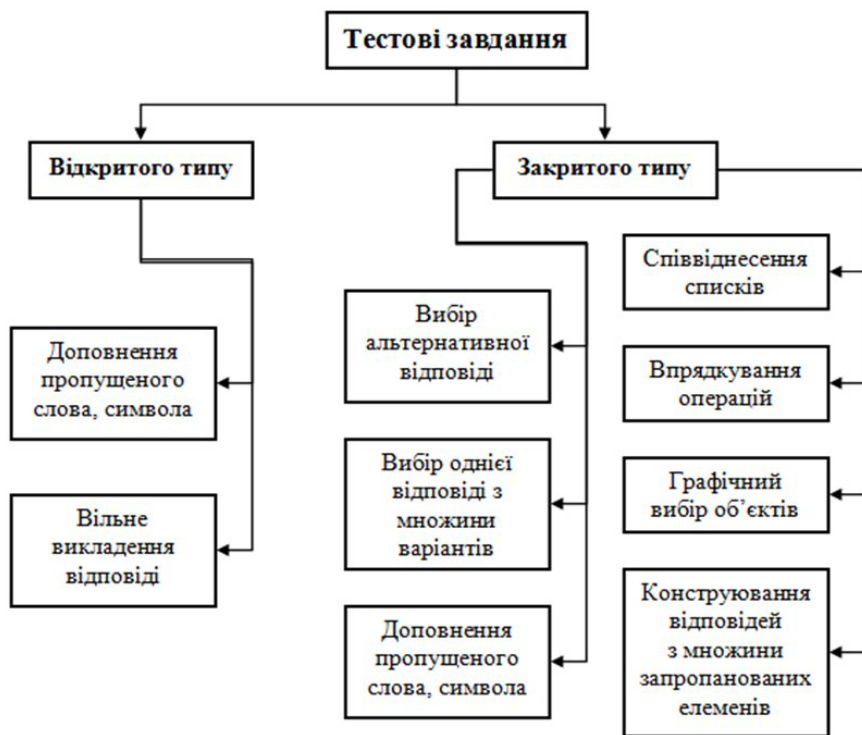 Тестові завдання
Відкритого типу
Закритого типу
Доповнення
пропущеного
слова, символа
Вільне
викладення
відповіді
Вибір
альтернативної
відповіді
Вибір однієї
відповіді з
множини
варіантів
Доповнення
пропущеного
слова, символа
Співвіднесення
списків
Впрядкування
операцій
Графічний
вибір об’єктів
Конструювання
відповідей
з множини
запропанованих
елеменів